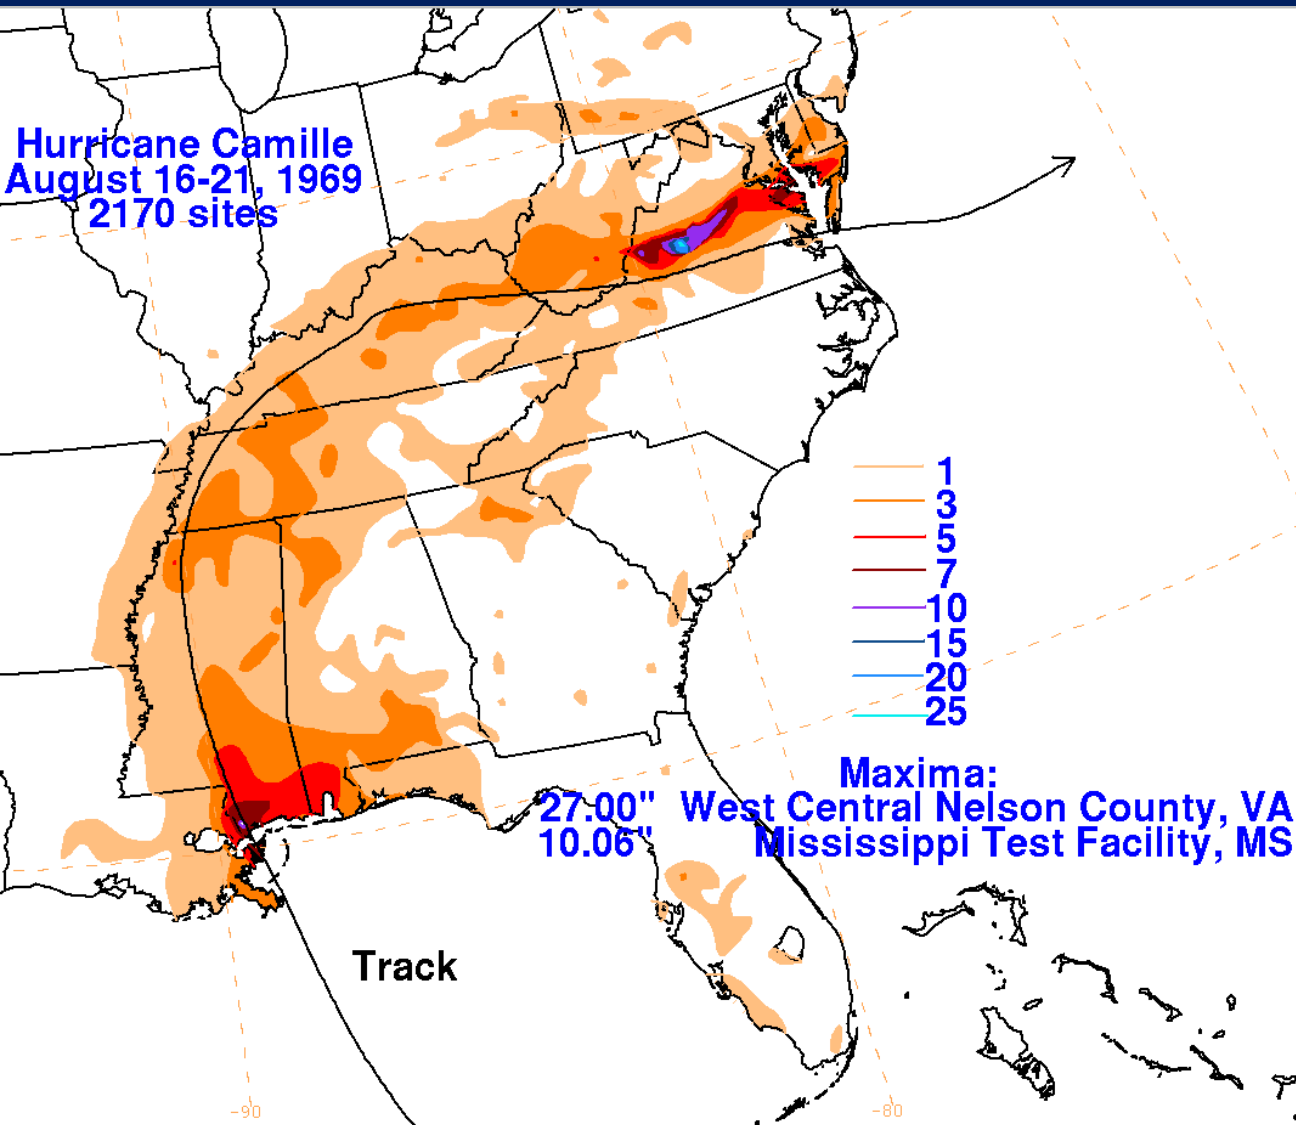 Hurricane Camille
August 16-21, 1969
2170 sites
1
3
5
7
10
15
20
25
Maxima:
27.00" West Central Nelson County, VA
10.06" Mississippi Test Facility, MS
Track
-90
-80